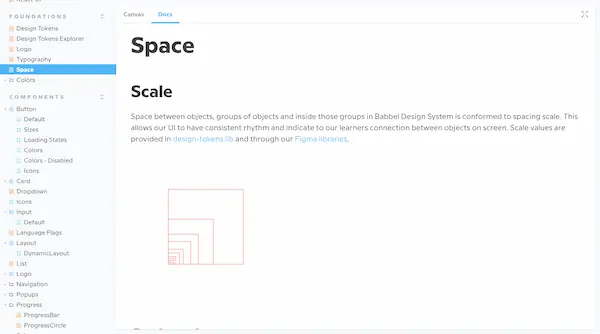 FOUNDATIONS
Design Tokens
Design Tokens Explorer
Logo
Typography
Space
Colors
COMPONENTS
Button
Default
Sizes
Loading States
Colors
Colors - Disabled
Icons
Card
Dropdown
Icons
Input
Default
Language Flags
Layout
DynamicLayout
List
Logo
Navigation
Popups
Progress
ProgressBar
ProgressCircle
Canvas
Docs
Space
Scale
Space between objects, groups of objects and inside those groups in Babbel Design System is conformed to spacing scale. This
allows our UI to have consistent rhythm and indicate to our learners connection between objects on screen. Scale values are
provided in design-tokens.lib and through our Figma libraries.